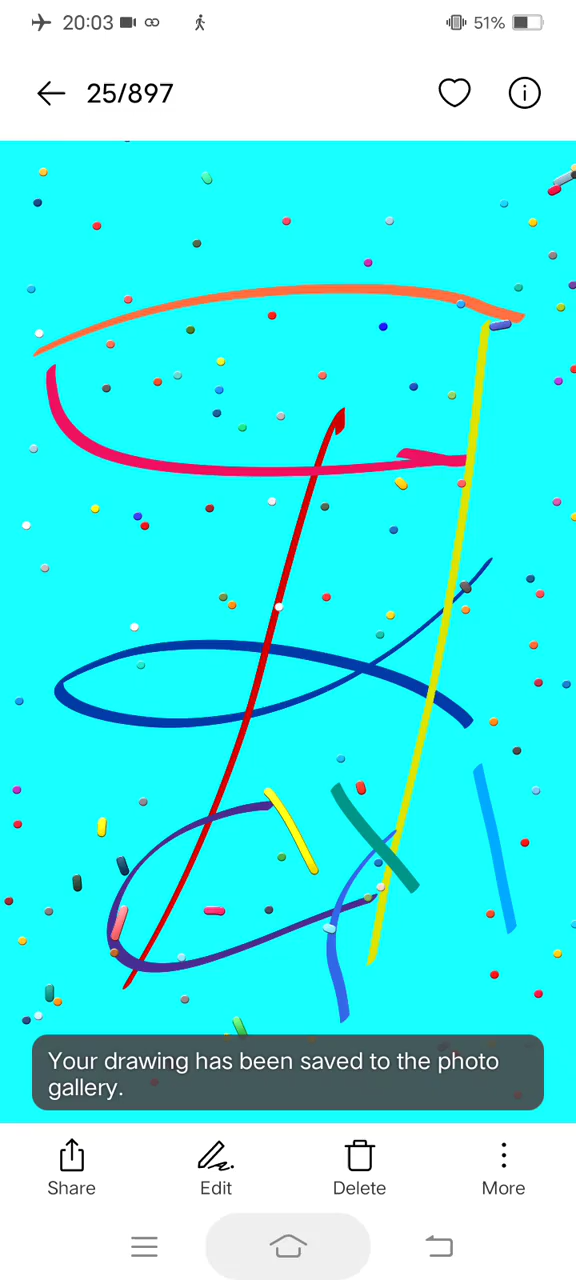 20:03
51%
25/897
Your drawing has been saved to the photo
gallery.
Share
Edit
Delete
More